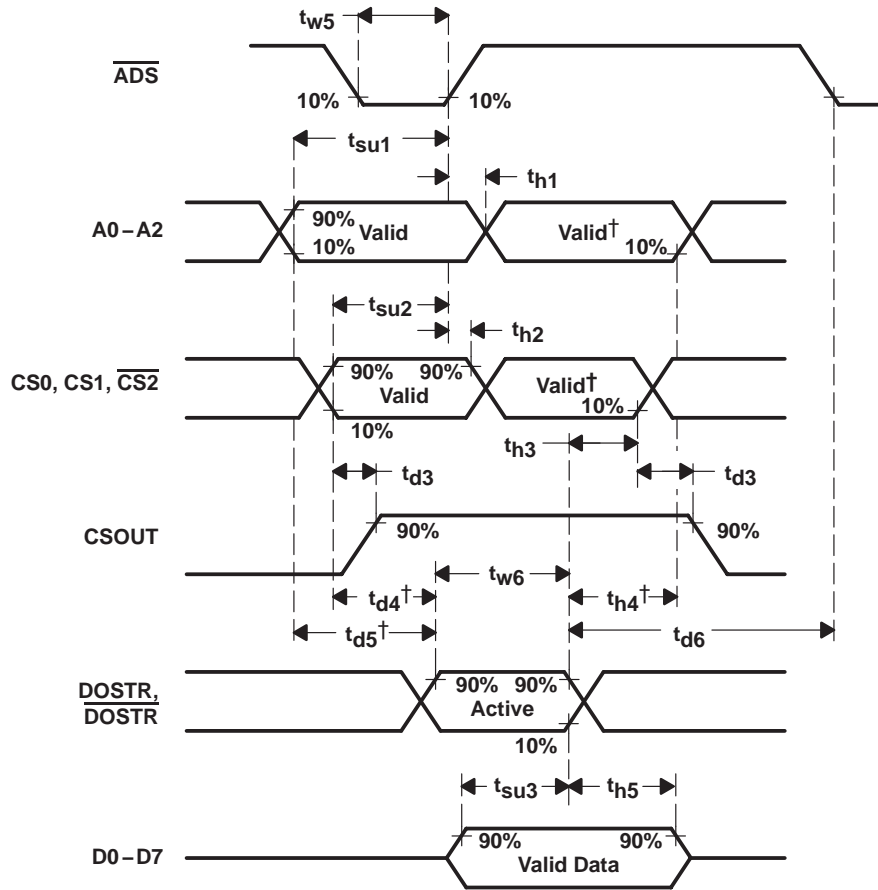 tw5
ADS
10% 10%
tsu1
th1
A0–A2
90%
Valid
10%
Valid†
10%
tsu2
th2
CS0, CS1, CS2
90% 90%
Valid
10%
Valid†
10%
th3
td3 td3
CSOUT
90% 90%
tw6
td4† th4†
td5† td6
DOSTR,
DOSTR
90% 90%
Active
10%
tsu3 th5
D0–D7
90% 90%
Valid Data